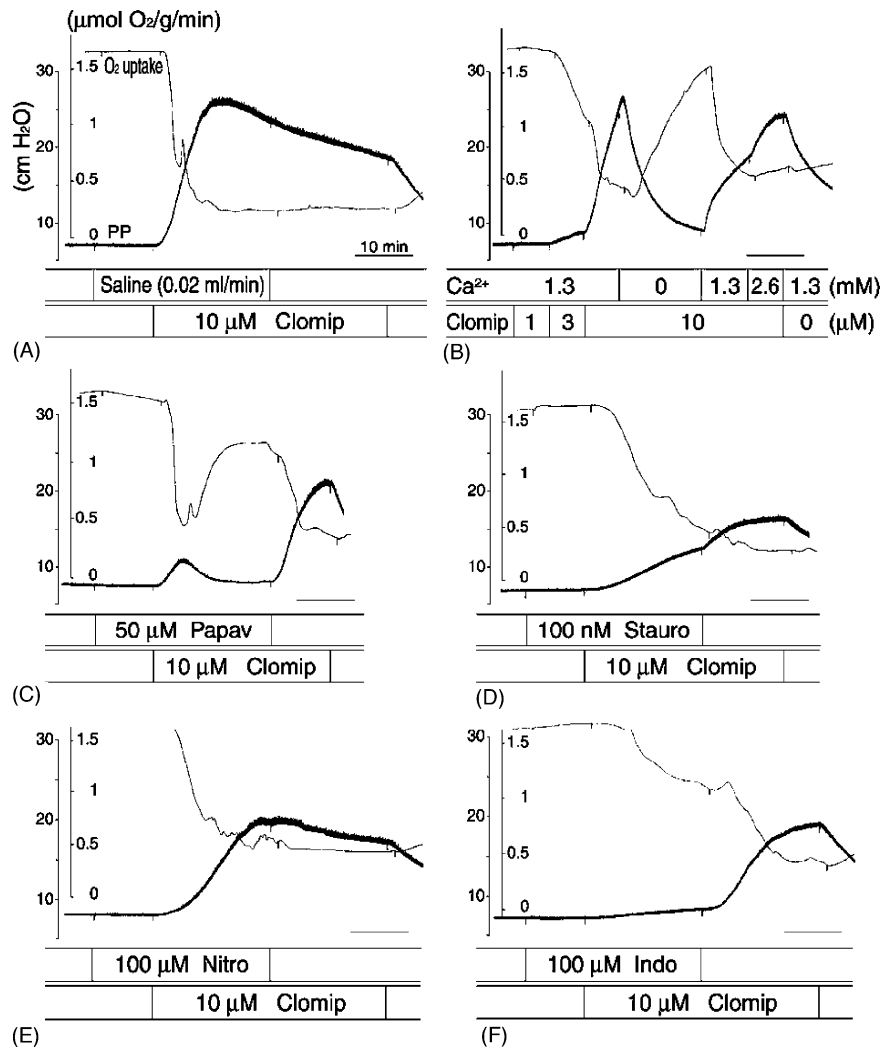 (μmol O₂/g/min)
(cm H₂O)
30
20
10
1.5
1
0.5
0
O₂ uptake
PP
10 min
Saline (0.02 ml/min)
10 μM Clomip
(A)
30
20
10
1.5
1
0.5
0
Ca²⁺ 1.3 0 1.3 2.6 1.3 (mM)
Clomip 1 3 10 0 (μM)
(B)
30
20
10
1.5
1
0.5
0
50 μM Papav
10 μM Clomip
(C)
30
20
10
1.5
1
0.5
0
100 nM Stauro
10 μM Clomip
(D)
30
20
10
1.5
1
0.5
0
100 μM Nitro
10 μM Clomip
(E)
30
20
10
1.5
1
0.5
0
100 μM Indo
10 μM Clomip
(F)